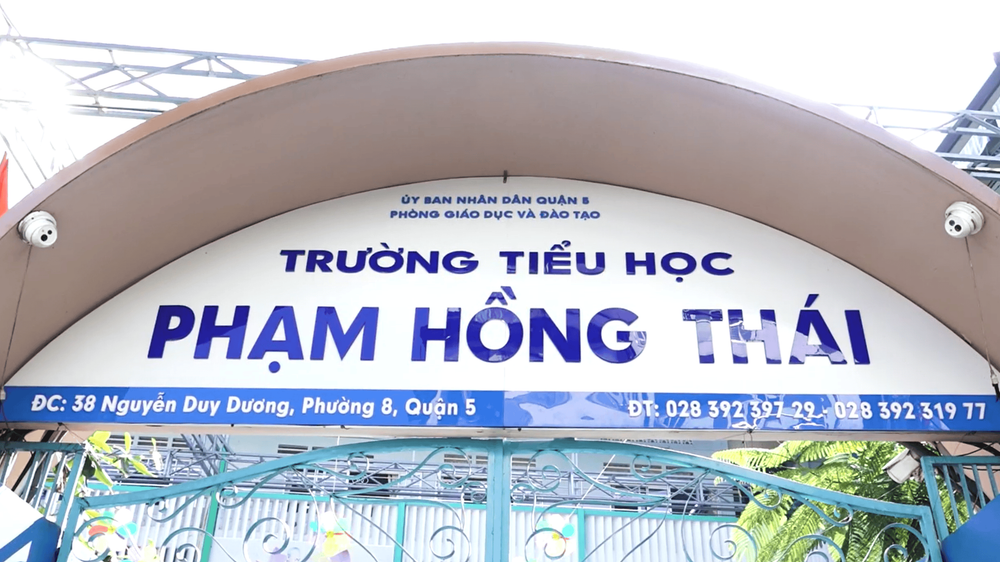 ỦY BAN NHÂN DÂN QUẬN 5
PHÒNG GIÁO DỤC VÀ ĐÀO TẠO
TRƯỜNG TIỂU HỌC
PHẠM HỒNG THÁI
ĐC: 38 Nguyễn Duy Dương, Phường 8, Quận 5 ĐT: 028 392 397 29 - 028 392 319 77